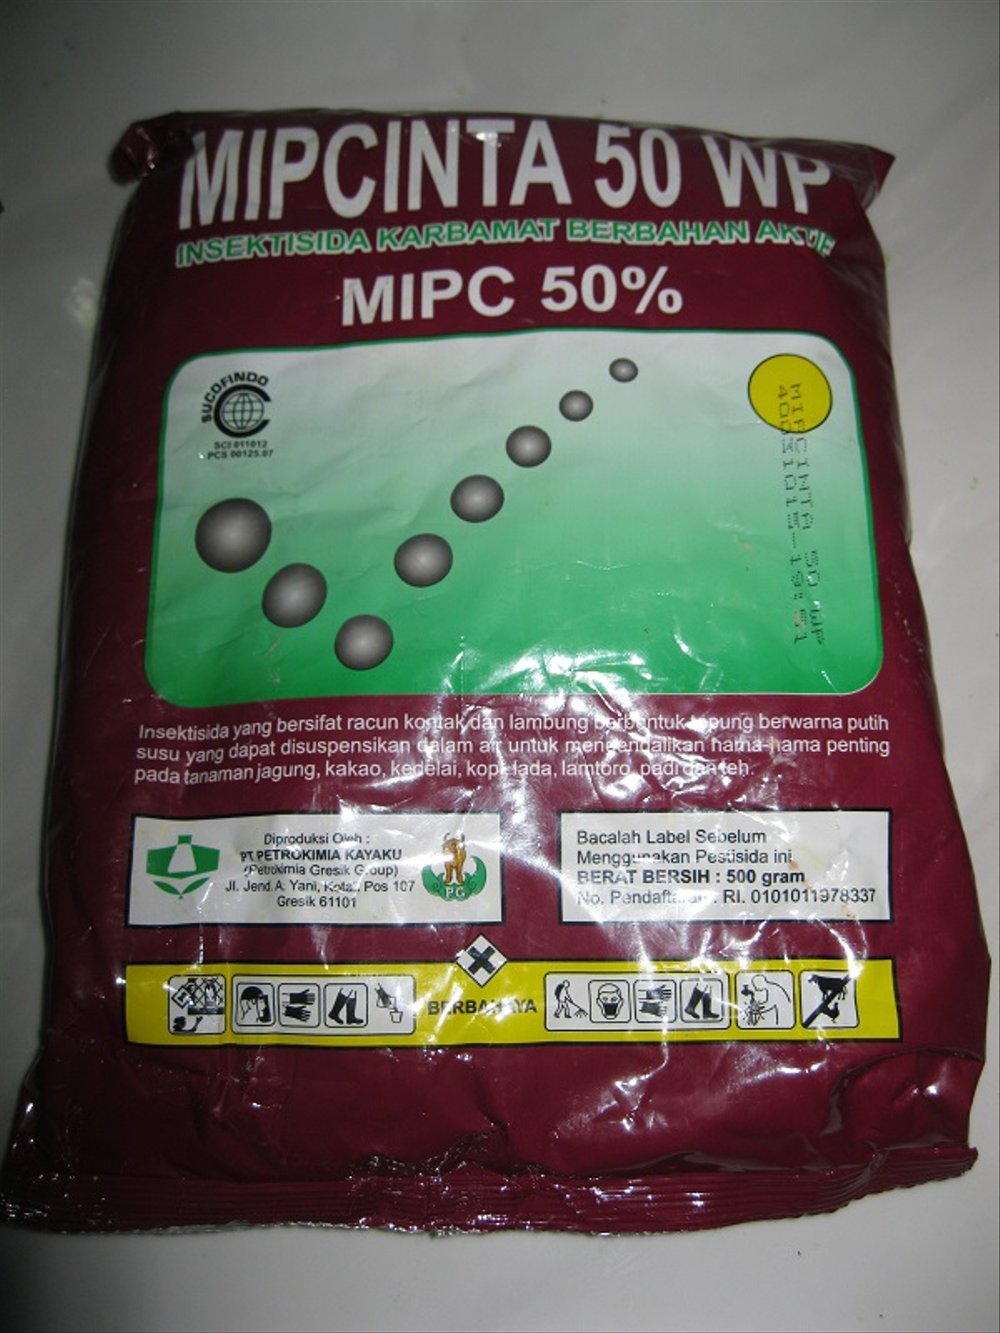 MIPCINTA 50 WP
INSEKTISIDA KARBAMAT BERBAHAN AKTIF
MIPC 50%
SUCOFINDO
SCI 011012
PCS 00125.07
MIPCINTA 50 WP
Insektisida yang bersifat racun kontak dan lambung berbentuk tepung berwarna putih
susu yang dapat disuspensikan dalam air untuk mengendalikan hama-hama penting
pada tanaman jagung, kakao, kedelai, kopi, lada, lamtoro, padi dan teh.
Diproduksi Oleh :
PT PETROKIMIA KAYAKU
(Petrokimia Gresik Group)
Jl. Jend. A. Yani, Kotak Pos 107
Gresik 61101
PG
Bacalah Label Sebelum
Menggunakan Pestisida ini
BERAT BERSIH : 500 gram
No. Pendaftaran : RI. 0101011978337
BERBAHAYA